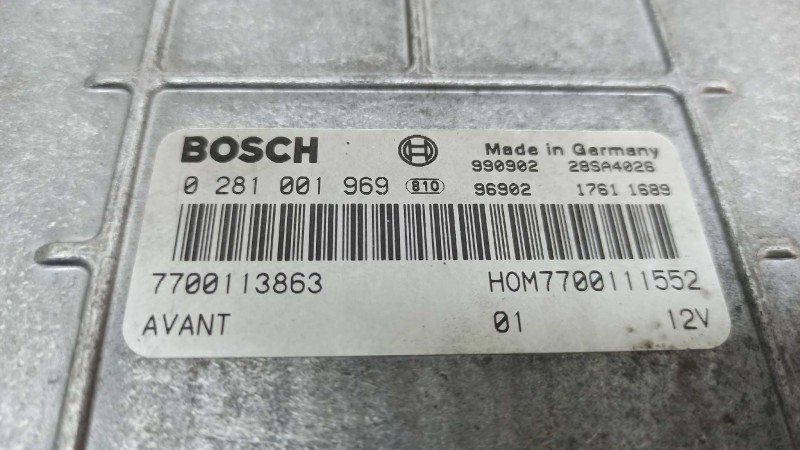 BOSCH Made in Germany
990902 28SA4026
0 281 001 969 810 96902 1761 1689
7700113863 HOM7700111552
AVANT 01 12V